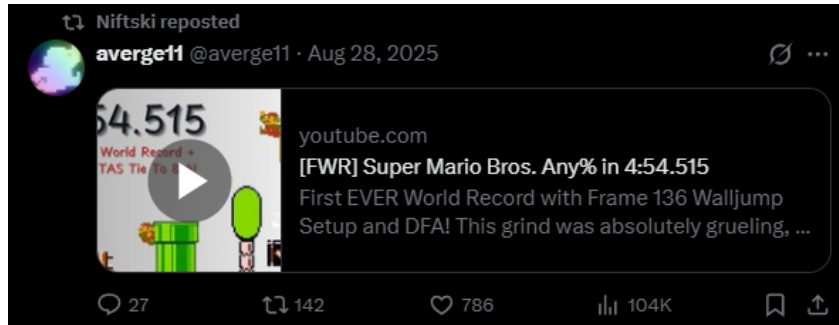 Niftski reposted
averge11 @averge11 · Aug 28, 2025
54.515
World Record +
TAS Tie To
youtube.com
[FWR] Super Mario Bros. Any% in 4:54.515
First EVER World Record with Frame 136 Walljump
Setup and DFA! This grind was absolutely grueling, ...
27 142 786 104K